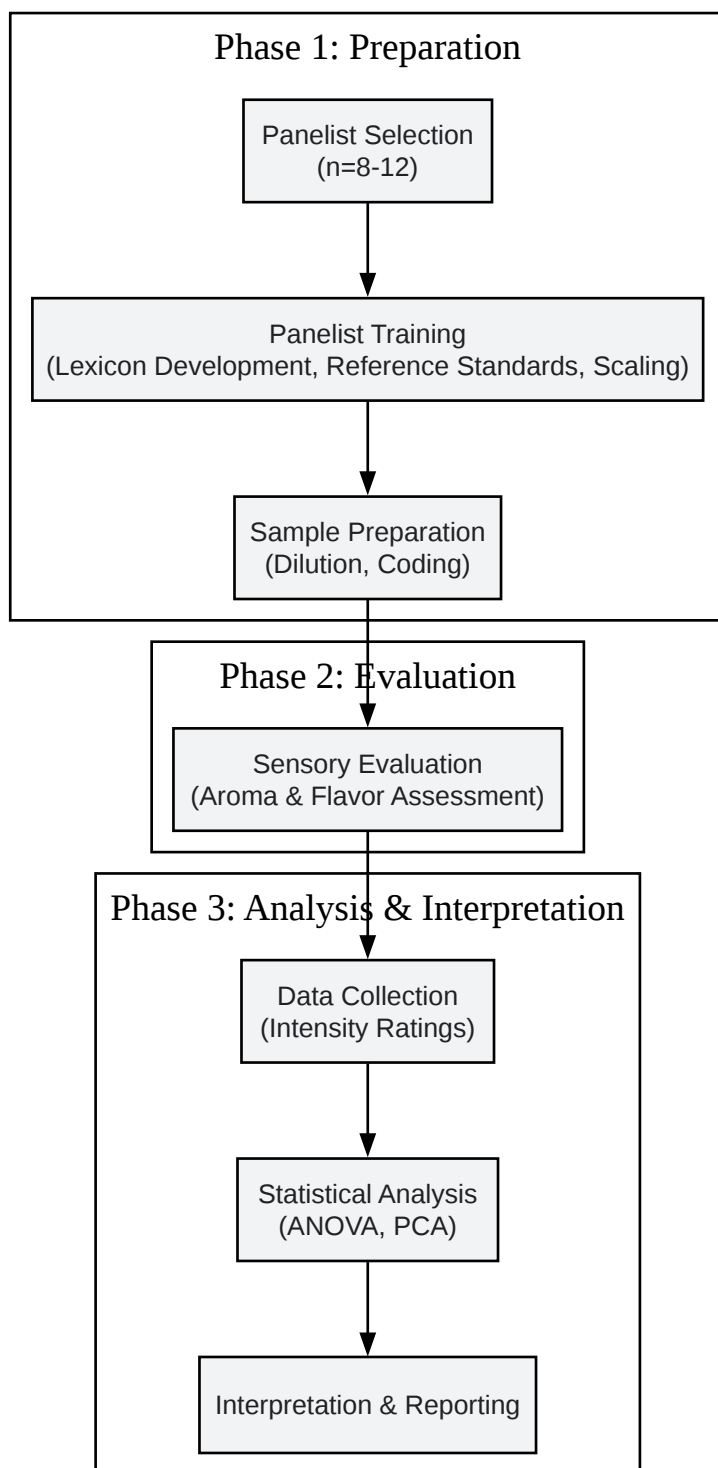 Phase 1: Preparation
Panelist Selection
(n=8-12)
Panelist Training
(Lexicon Development, Reference Standards, Scaling)
Sample Preparation
(Dilution, Coding)
Phase 2: Evaluation
Sensory Evaluation
(Aroma & Flavor Assessment)
Phase 3: Analysis & Interpretation
Data Collection
(Intensity Ratings)
Statistical Analysis
(ANOVA, PCA)
Interpretation & Reporting